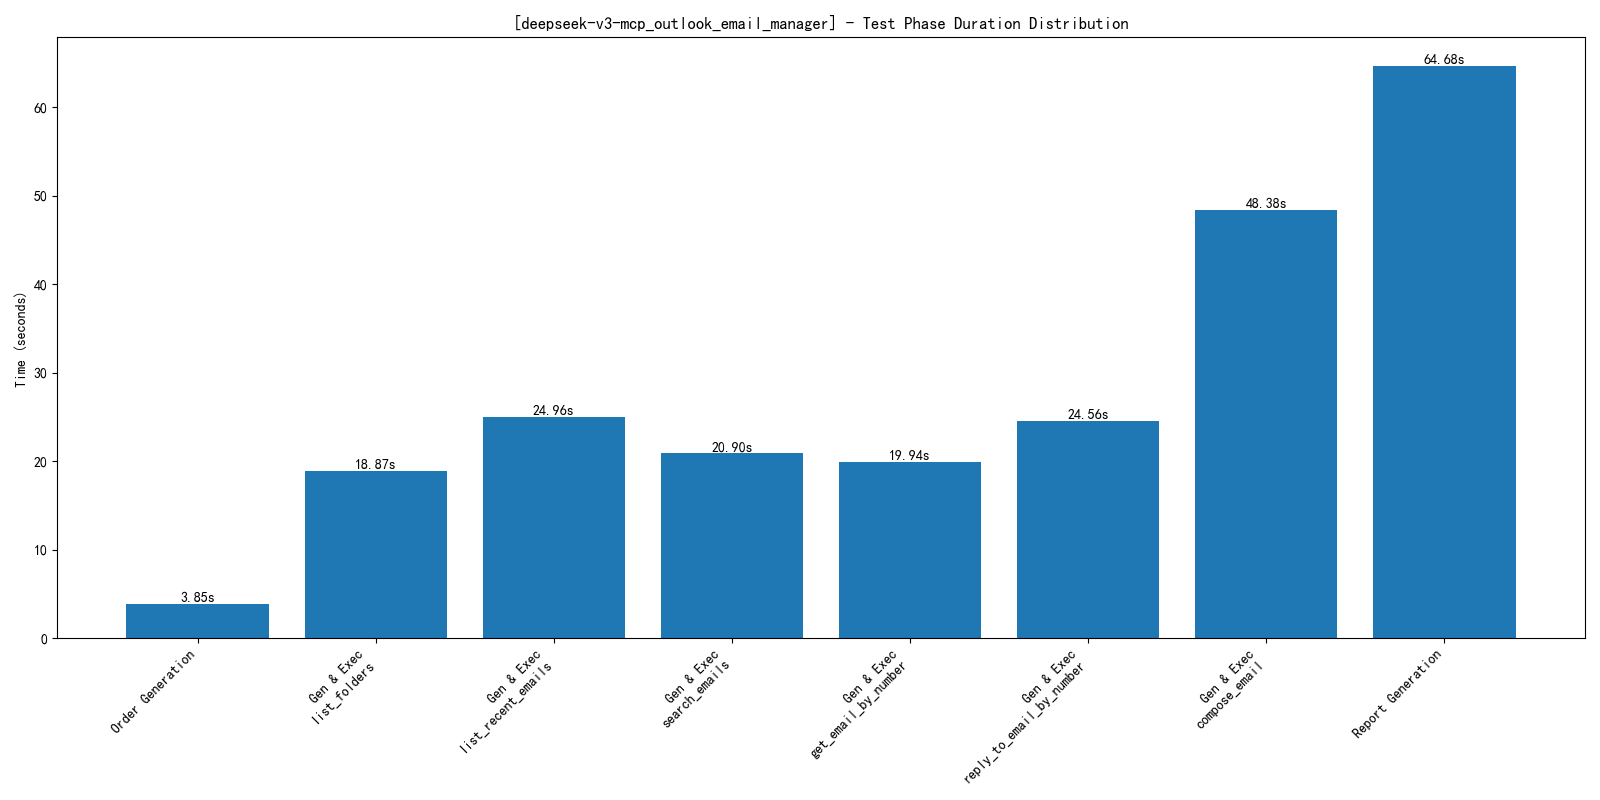 [deepseek-v3-mcp_outlook_email_manager] - Test Phase Duration Distribution
Time (seconds)
60
50
40
30
20
10
0
3.85s
18.87s
24.96s
20.90s
19.94s
24.56s
48.38s
64.68s
Order Generation
Gen & Exec
list_folders
Gen & Exec
list_recent_emails
Gen & Exec
search_emails
Gen & Exec
get_email_by_number
Gen & Exec
reply_to_email_by_number
Gen & Exec
compose_email
Report Generation